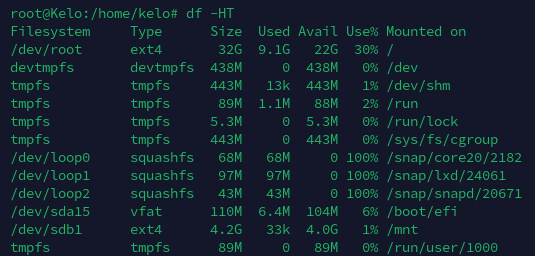 root@Kelo:/home/kelo# df -HT
Filesystem     Type      Size  Used Avail Use% Mounted on
/dev/root      ext4       32G  9.1G   22G  30% /
devtmpfs       devtmpfs  438M     0  438M   0% /dev
tmpfs          tmpfs     443M   13k  443M   1% /dev/shm
tmpfs          tmpfs      89M  1.1M   88M   2% /run
tmpfs          tmpfs     5.3M     0  5.3M   0% /run/lock
tmpfs          tmpfs     443M     0  443M   0% /sys/fs/cgroup
/dev/loop0     squashfs   68M   68M     0 100% /snap/core20/2182
/dev/loop1     squashfs   97M   97M     0 100% /snap/lxd/24061
/dev/loop2     squashfs   43M   43M     0 100% /snap/snapd/20671
/dev/sda15     vfat      110M  6.4M  104M   6% /boot/efi
/dev/sdb1      ext4      4.2G   33k  4.0G   1% /mnt
tmpfs          tmpfs      89M     0   89M   0% /run/user/1000